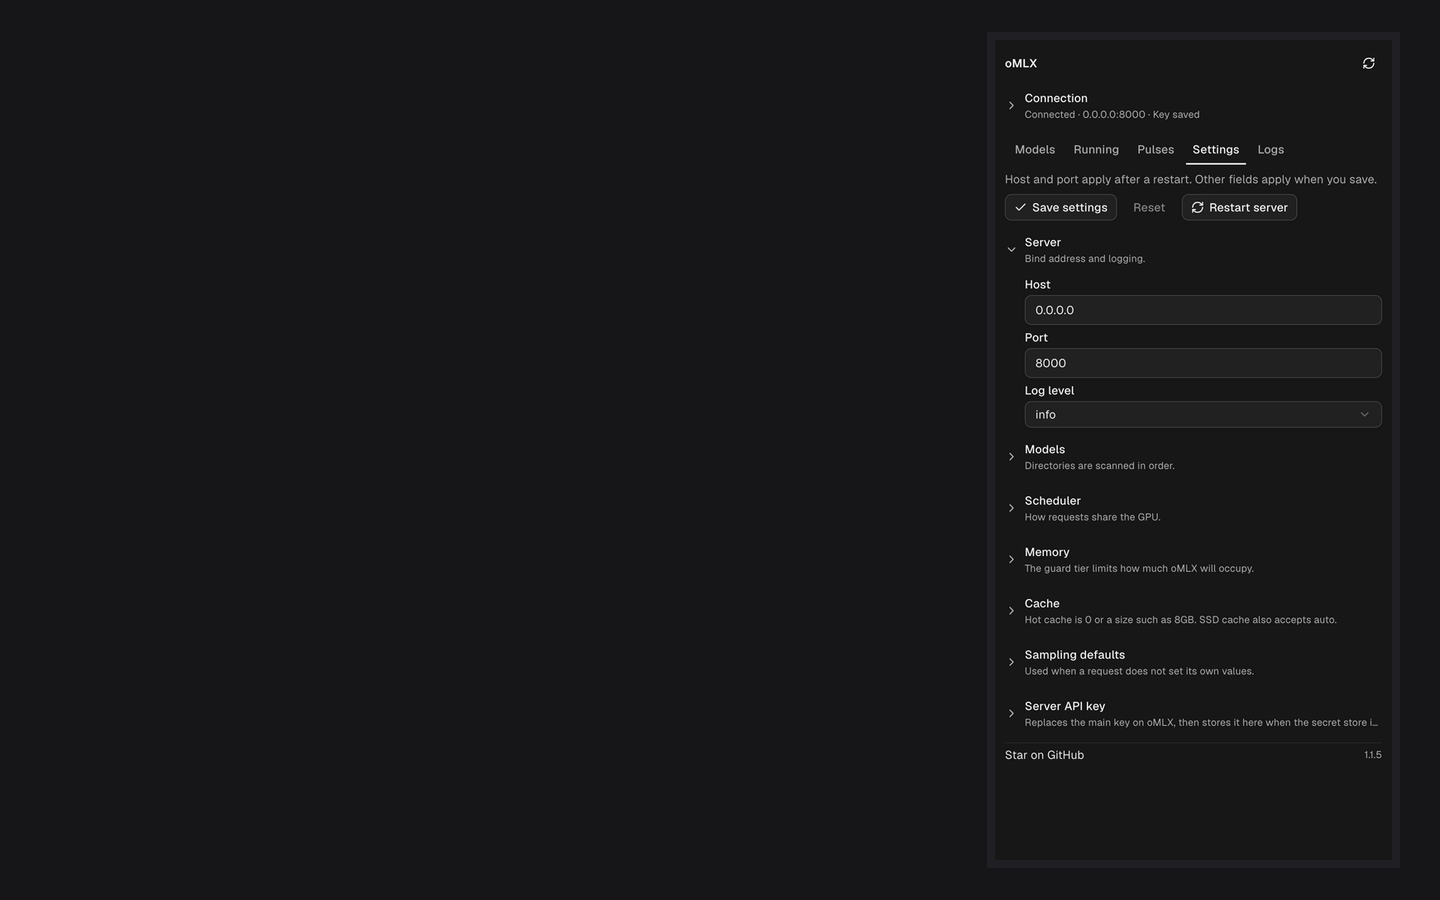 oMLX
Connection
Connected · 0.0.0.0:8000 · Key saved
Models Running Pulses Settings Logs
Host and port apply after a restart. Other fields apply when you save.
Save settings Reset Restart server
Server
Bind address and logging.
Host
0.0.0.0
Port
8000
Log level
info
Models
Directories are scanned in order.
Scheduler
How requests share the GPU.
Memory
The guard tier limits how much oMLX will occupy.
Cache
Hot cache is 0 or a size such as 8GB. SSD cache also accepts auto.
Sampling defaults
Used when a request does not set its own values.
Server API key
Replaces the main key on oMLX, then stores it here when the secret store i...
Star on GitHub 1.1.5